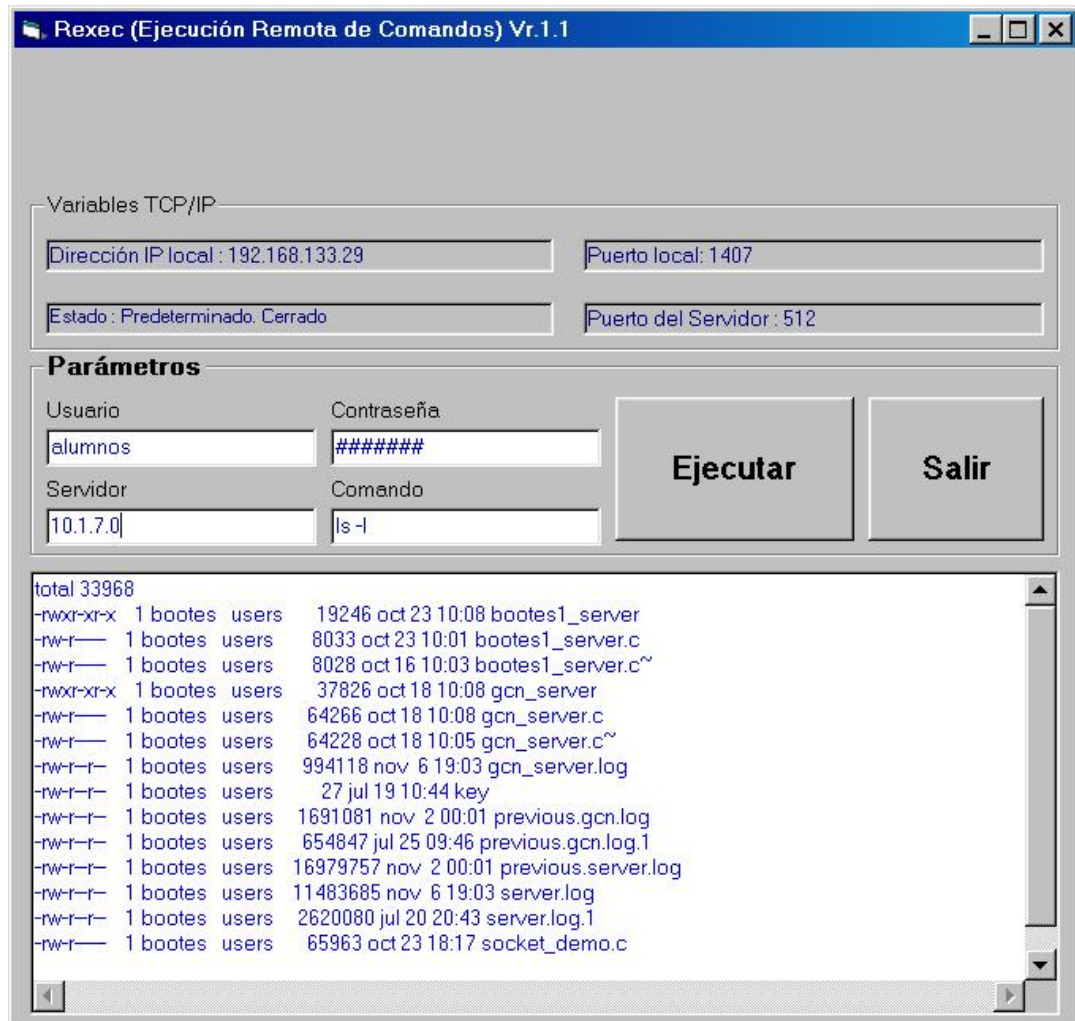 Rexec (Ejecución Remota de Comandos) Vr.1.1
Variables TCP/IP
Dirección IP local : 192.168.133.29
Puerto local: 1407
Estado : Predeterminado. Cerrado
Puerto del Servidor : 512
Parámetros
Usuario
Contraseña
alumnos
#######
Servidor
Comando
10.1.7.0
ls -l
Ejecutar
Salir
total 33968
-rwxr-xr-x 1 bootes users 19246 oct 23 10:08 bootes1_server
-rw-r----- 1 bootes users 8033 oct 23 10:01 bootes1_server.c
-rw-r----- 1 bootes users 8028 oct 16 10:03 bootes1_server.c~
-rwxr-xr-x 1 bootes users 37826 oct 18 10:08 gcn_server
-rw-r----- 1 bootes users 64266 oct 18 10:08 gcn_server.c
-rw-r----- 1 bootes users 64228 oct 18 10:05 gcn_server.c~
-rw-r--r-- 1 bootes users 994118 nov 6 19:03 gcn_server.log
-rw-r--r-- 1 bootes users 27 jul 19 10:44 key
-rw-r--r-- 1 bootes users 1691081 nov 2 00:01 previous.gcn.log
-rw-r--r-- 1 bootes users 654847 jul 25 09:46 previous.gcn.log.1
-rw-r--r-- 1 bootes users 16979757 nov 2 00:01 previous.server.log
-rw-r--r-- 1 bootes users 11483685 nov 6 19:03 server.log
-rw-r--r-- 1 bootes users 2620080 jul 20 20:43 server.log.1
-rw-r----- 1 bootes users 65963 oct 23 18:17 socket_demo.c